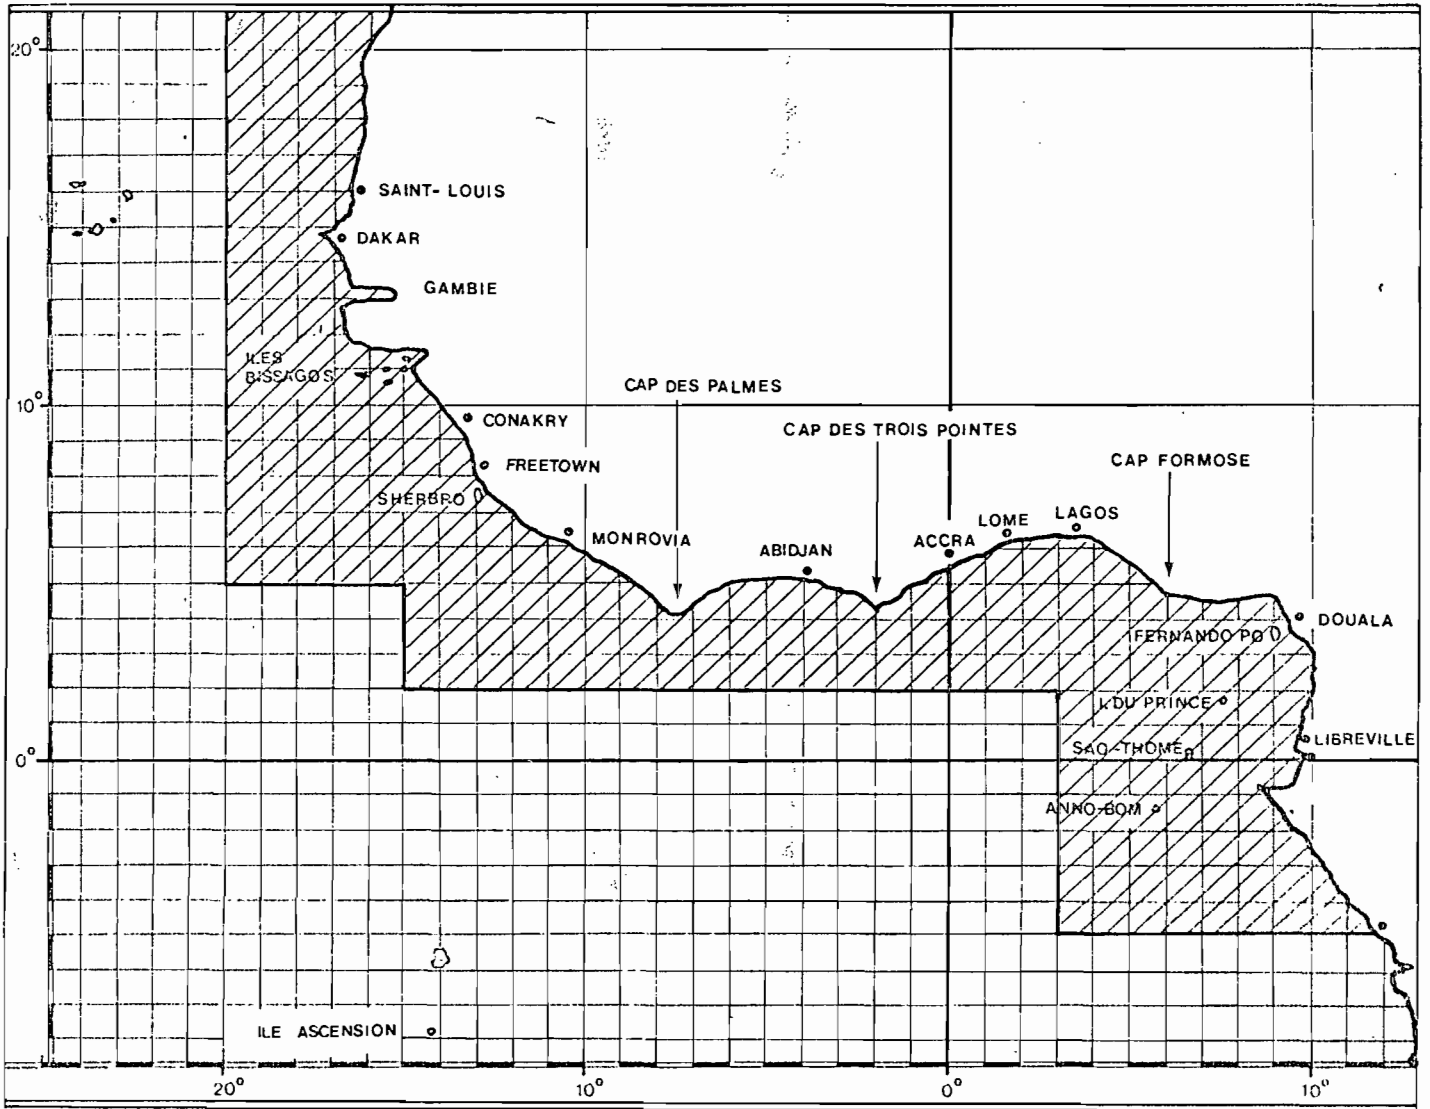 20°
SAINT-LOUIS
DAKAR
GAMBIE
ILES
BISSAGOS
CAP DES PALMES
10°
CONAKRY
CAP DES TROIS POINTES
FREETOWN
CAP FORMOSE
SHERBRO
MONROVIA
ABIDJAN
ACCRA
LOME
LAGOS
DOUALA
FERNANDO PO
I.DU PRINCE
SAO-THOME
LIBREVILLE
0°
ANNO-BOM
ILE ASCENSION
20°
10°
0°
10°